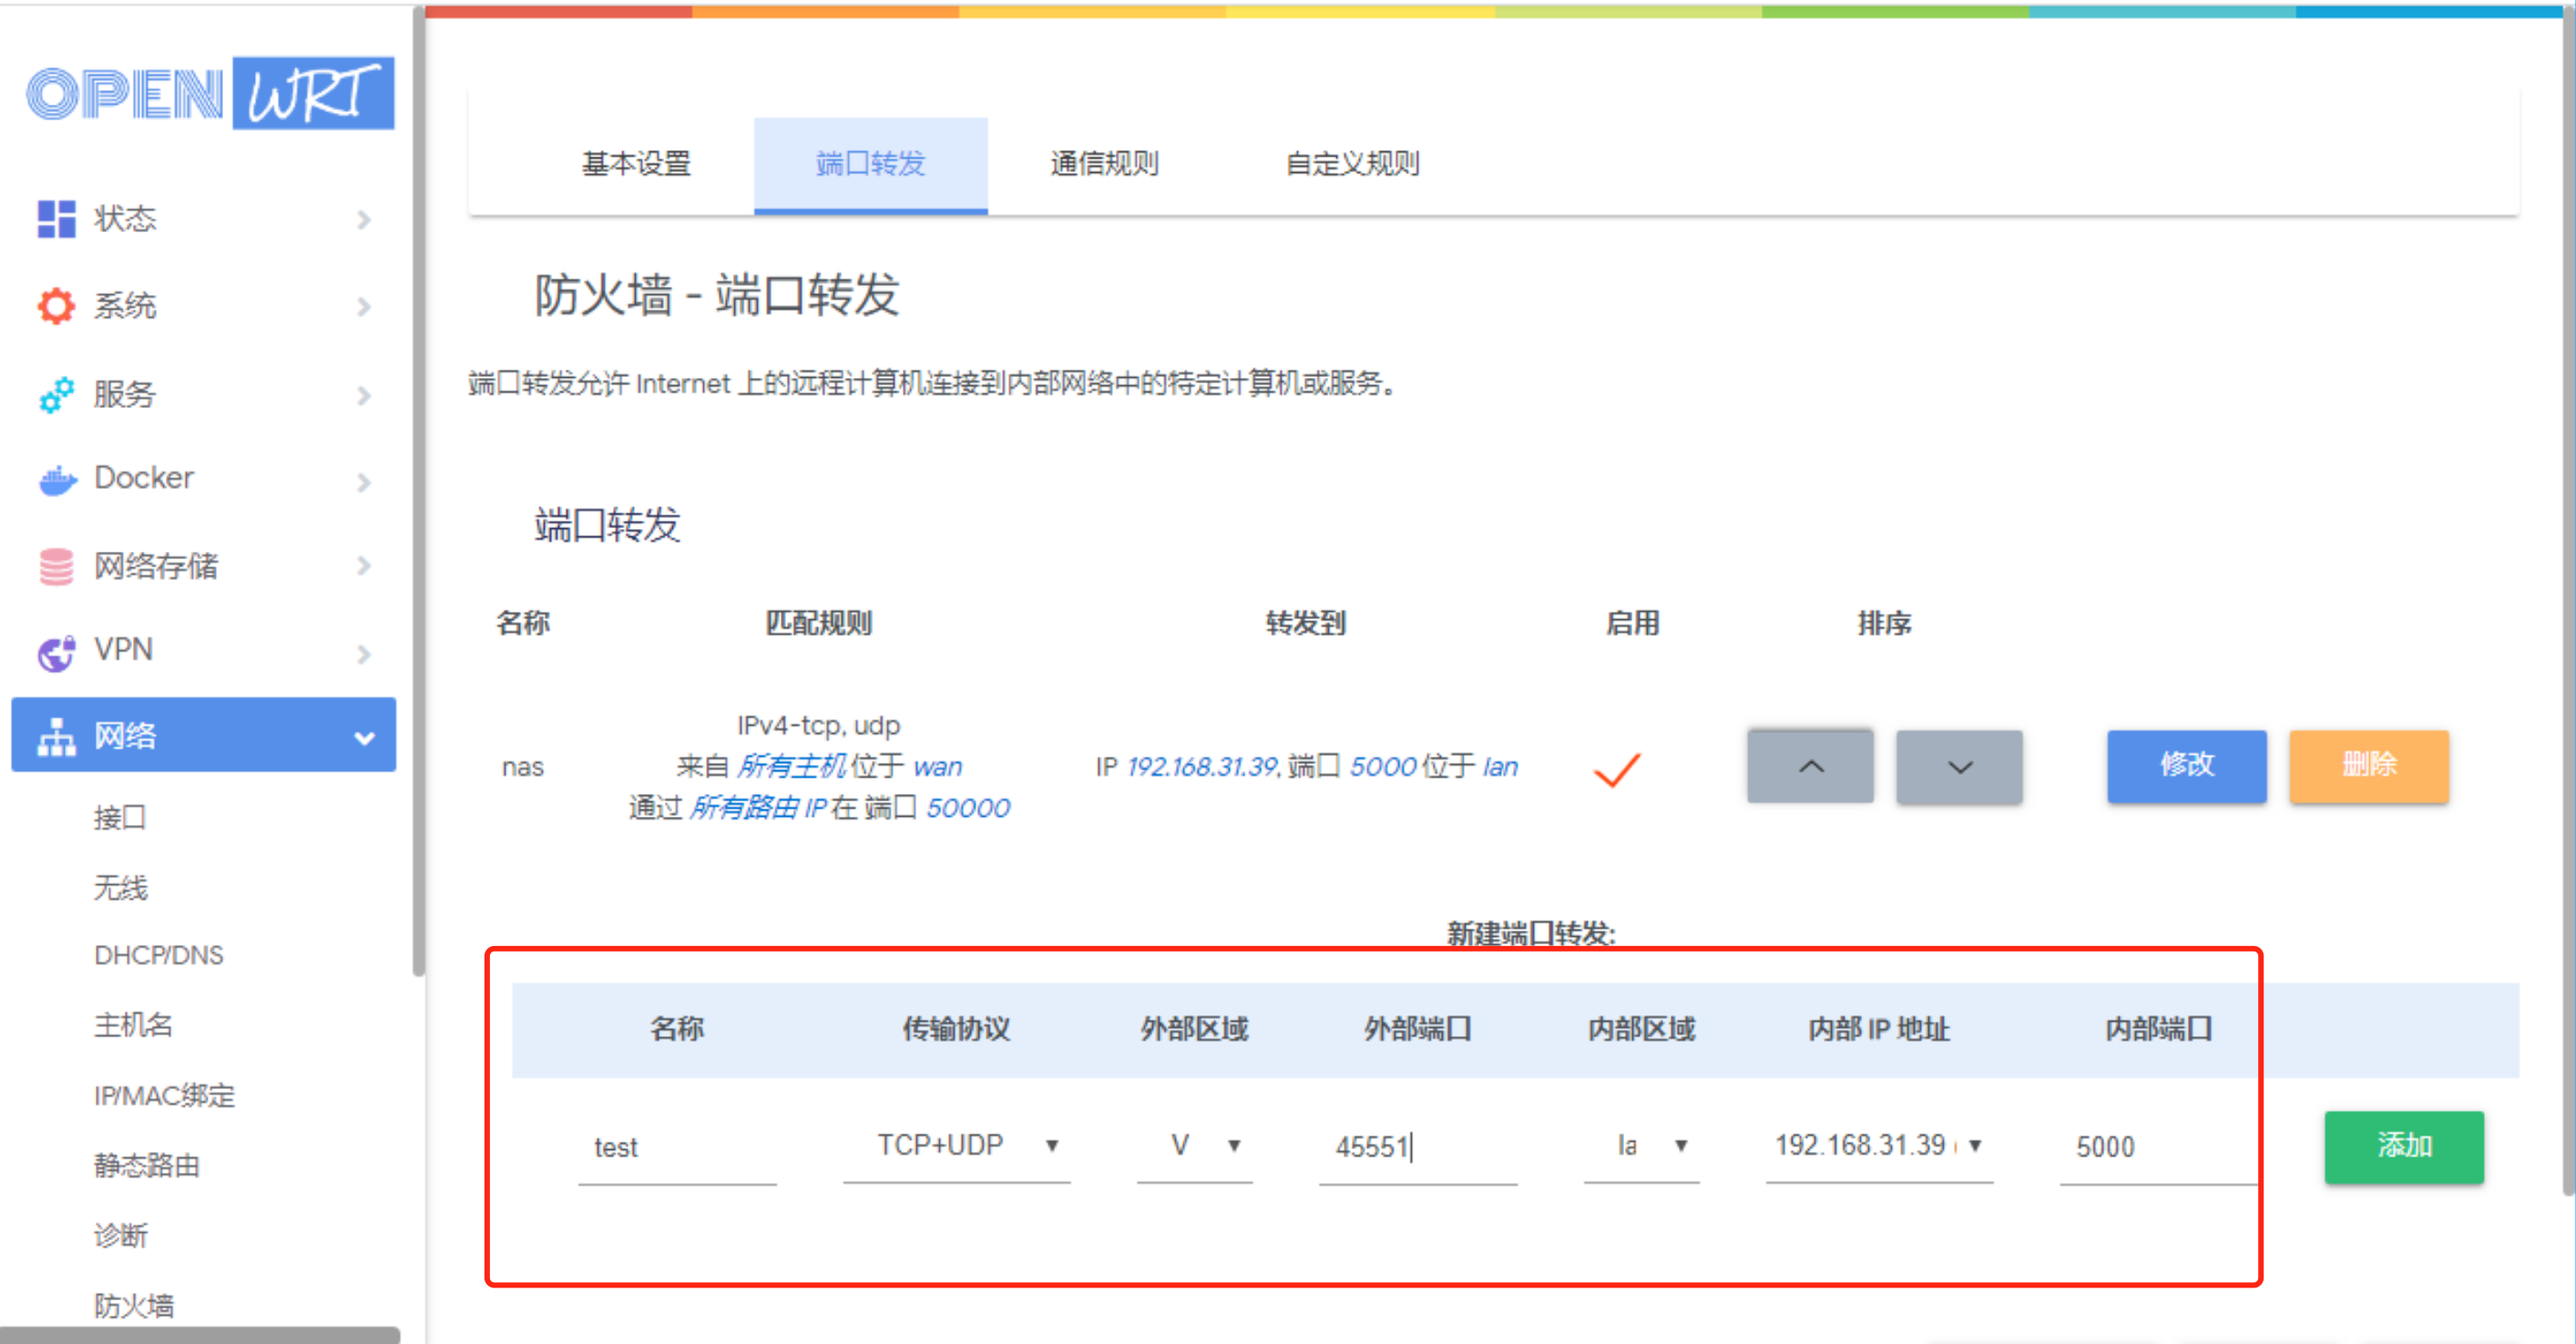 OPENWRT
状态
系统
服务
Docker
网络存储
VPN
网络
接口
无线
DHCP/DNS
主机名
IP/MAC绑定
静态路由
诊断
防火墙
基本设置 端口转发 通信规则 自定义规则
防火墙 - 端口转发
端口转发允许 Internet 上的远程计算机连接到内部网络中的特定计算机或服务。
端口转发
名称 匹配规则 转发到 启用 排序
IPv4-tcp, udp
nas 来自 所有主机 位于 wan IP 192.168.31.39, 端口 5000 位于 lan 修改 删除
通过 所有路由 IP 在 端口 50000
新建端口转发:
名称 传输协议 外部区域 外部端口 内部区域 内部 IP 地址 内部端口
test TCP+UDP V 45551 la 192.168.31.39 ( 5000 添加